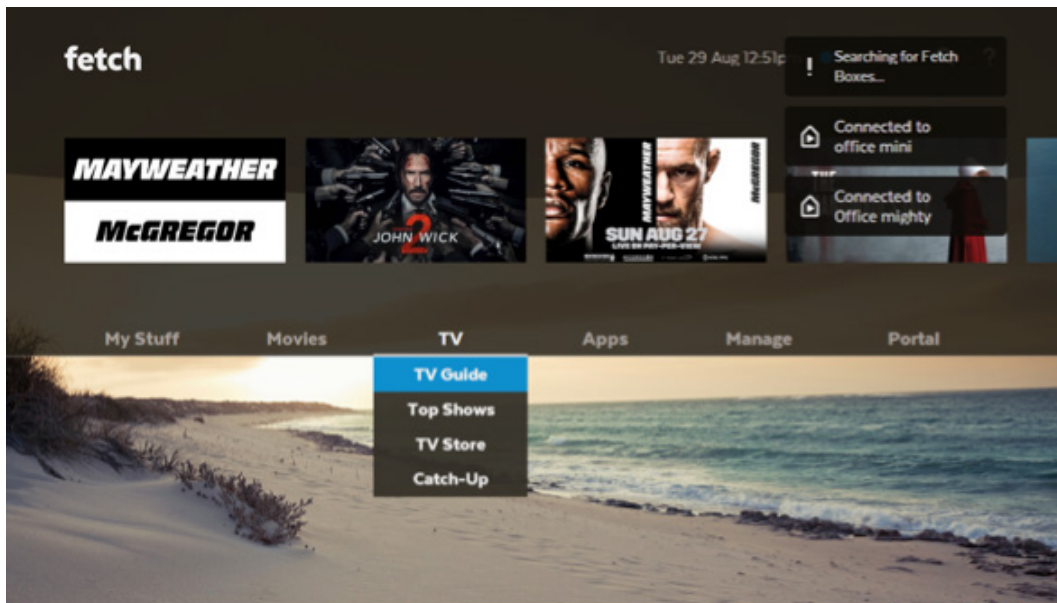 fetch
Tue 29 Aug 12:51p
?
! Searching for Fetch
Boxes...
Connected to
office mini
Connected to
Office mighty
MAYWEATHER
McGREGOR
JOHN WICK
2
MAYWEATHER
McGREGOR
SUN AUG 27
LIVE ON PAY-PER-VIEW
THE
My Stuff
Movies
TV
Apps
Manage
Portal
TV Guide
Top Shows
TV Store
Catch-Up